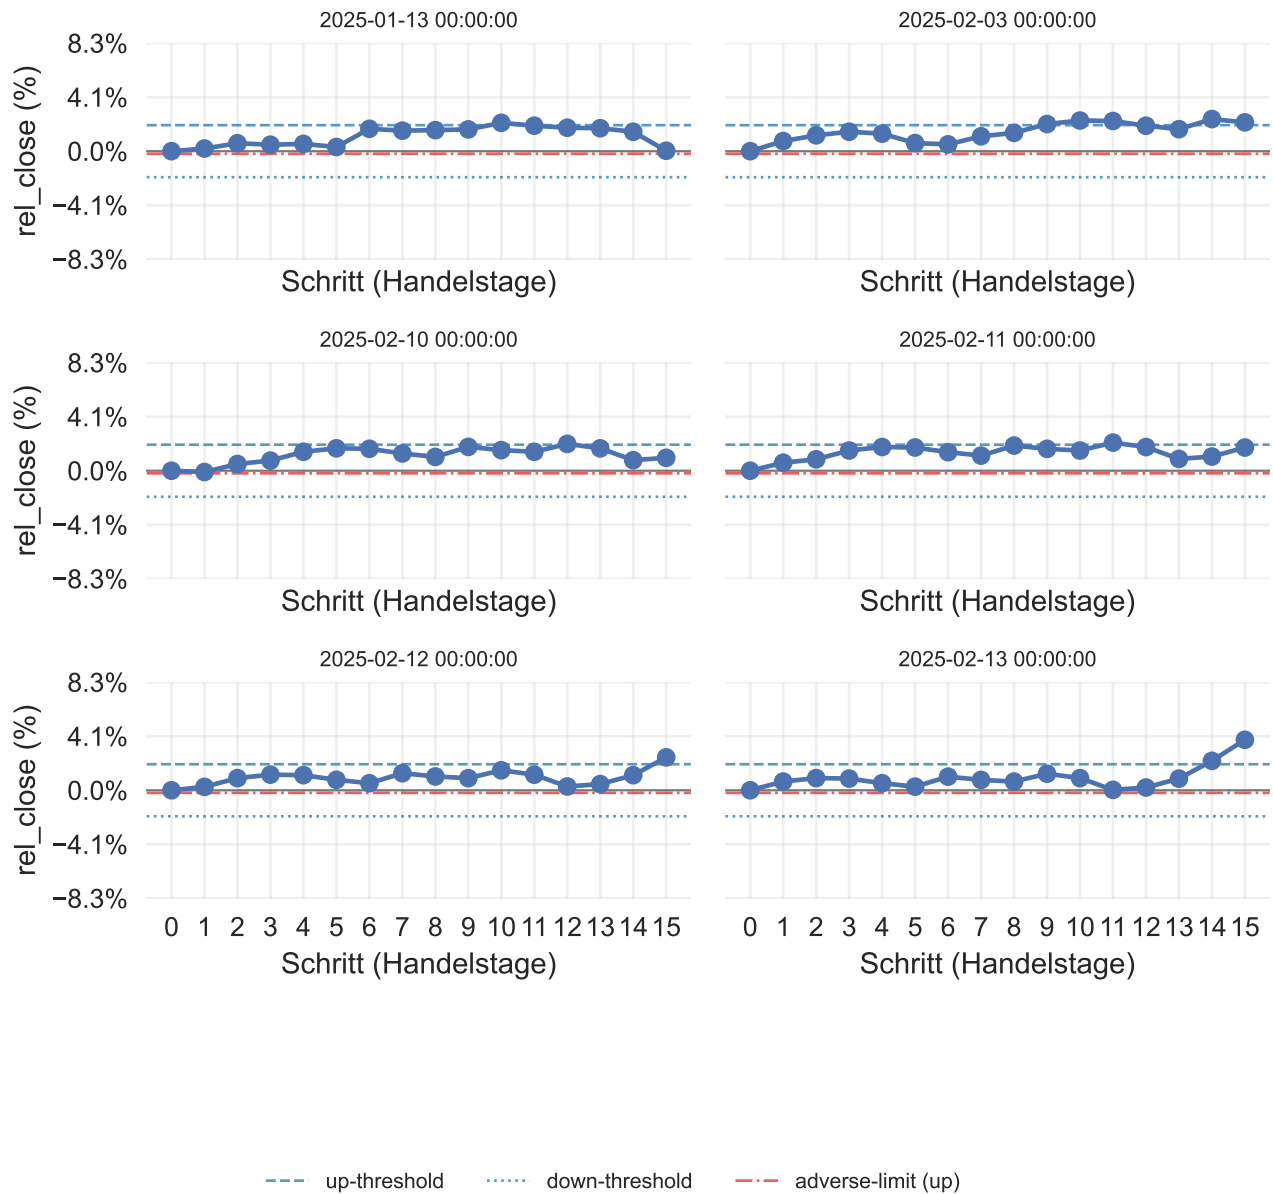 2025-01-13 00:00:00
2025-02-03 00:00:00
8.3%
4.1%
0.0%
−4.1%
−8.3%
rel_close (%)
Schritt (Handelstage)
Schritt (Handelstage)
2025-02-10 00:00:00
2025-02-11 00:00:00
8.3%
4.1%
0.0%
−4.1%
−8.3%
rel_close (%)
Schritt (Handelstage)
Schritt (Handelstage)
2025-02-12 00:00:00
2025-02-13 00:00:00
8.3%
4.1%
0.0%
−4.1%
−8.3%
rel_close (%)
0 1 2 3 4 5 6 7 8 9 10 11 12 13 14 15
0 1 2 3 4 5 6 7 8 9 10 11 12 13 14 15
Schritt (Handelstage)
Schritt (Handelstage)
up-threshold
down-threshold
adverse-limit (up)